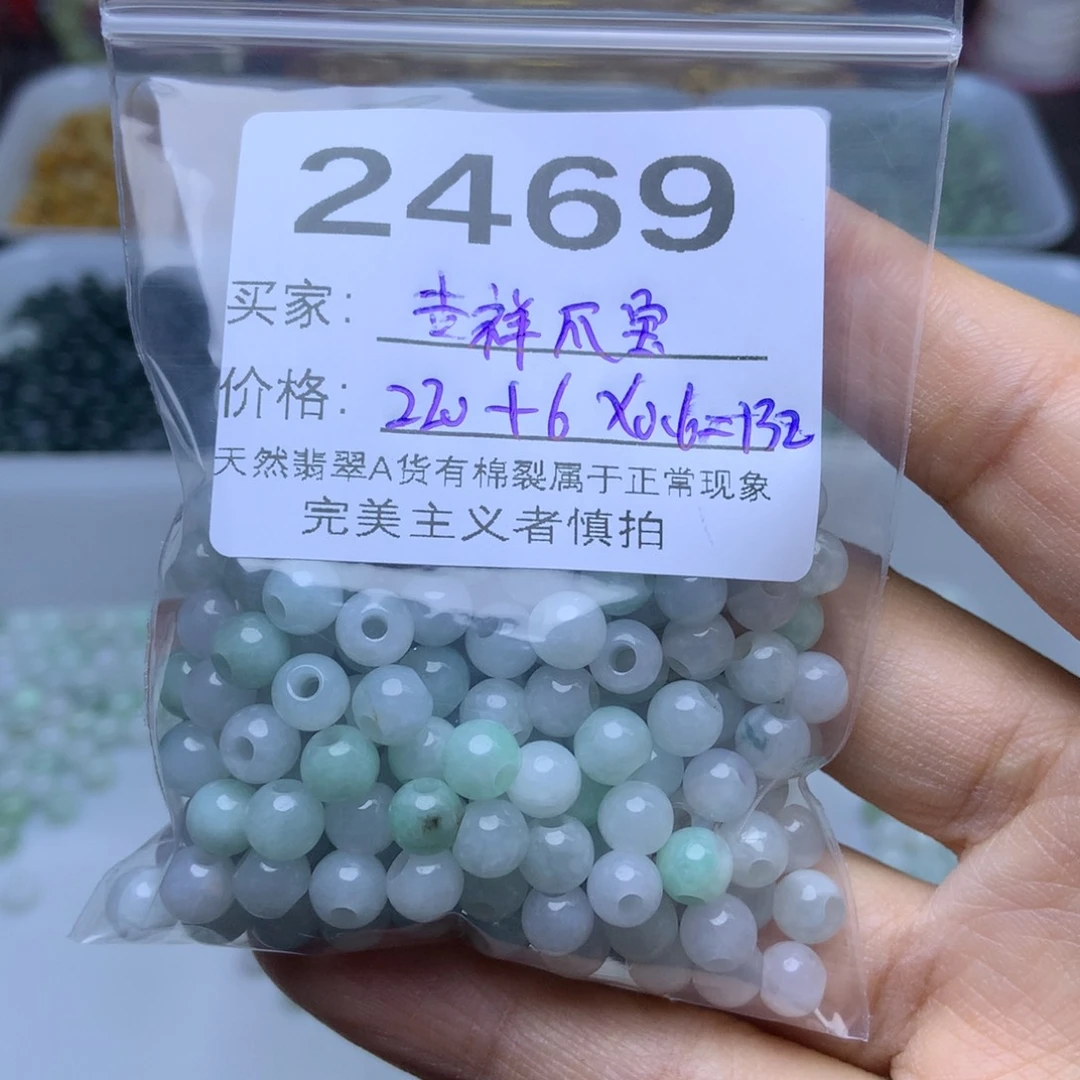 2469
买家: 吉祥瓜宝
价格: 220+6 X0.6=132
天然翡翠A货有棉裂属于正常现象
完美主义者慎拍